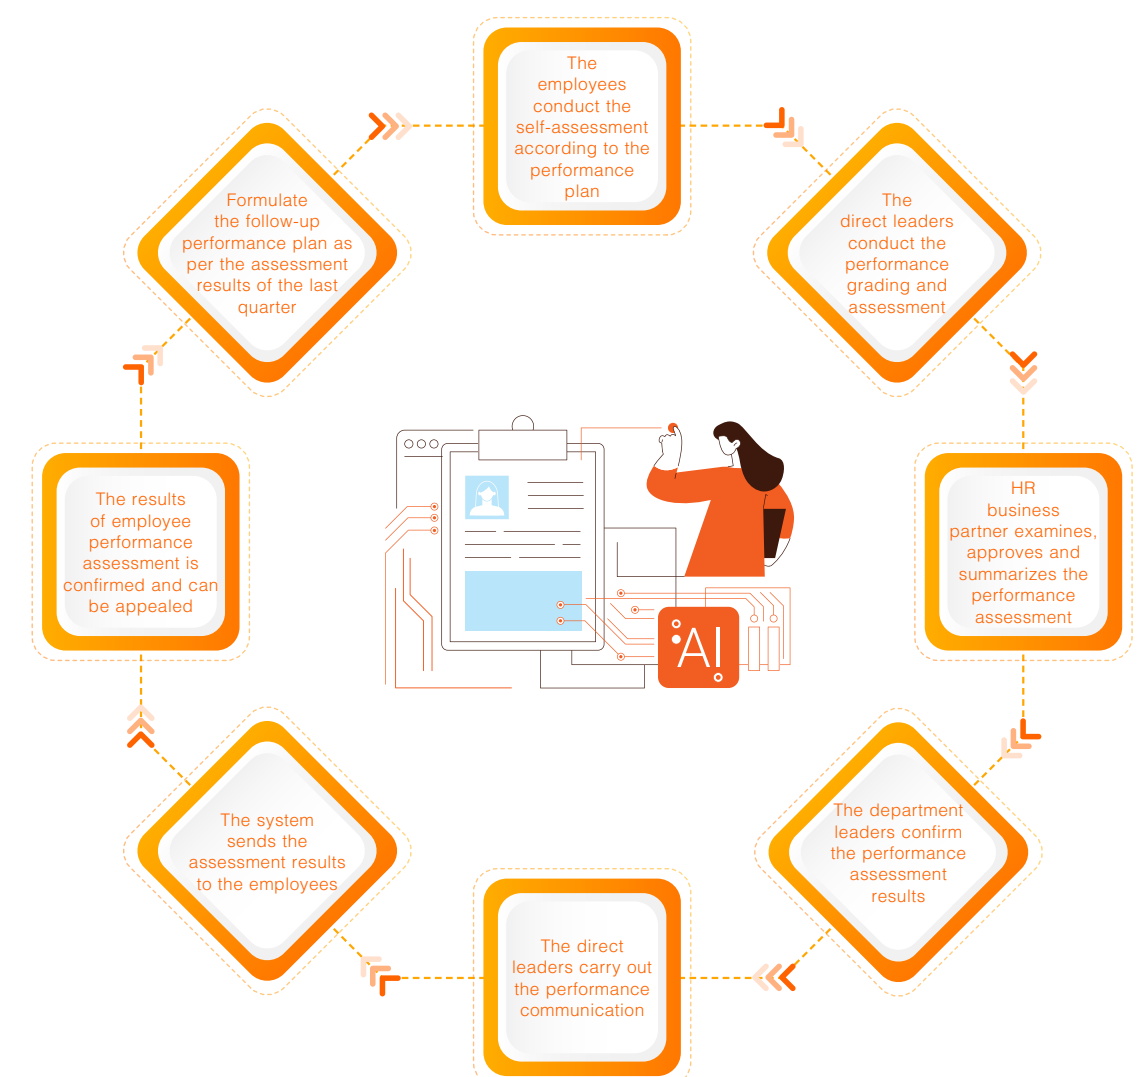 The
employees
conduct the
self-assessment
according to the
performance
plan
The
direct leaders
conduct the
performance
grading and
assessment
HR
business
partner examines,
approves and
summarizes the
performance
assessment
The department
leaders confirm
the performance
assessment
results
The direct
leaders carry out
the performance
communication
The system
sends the
assessment results
to the employees
The results
of employee
performance
assessment is
confirmed and can
be appealed
Formulate
the follow-up
performance plan as
per the assessment
results of the last
quarter
AI